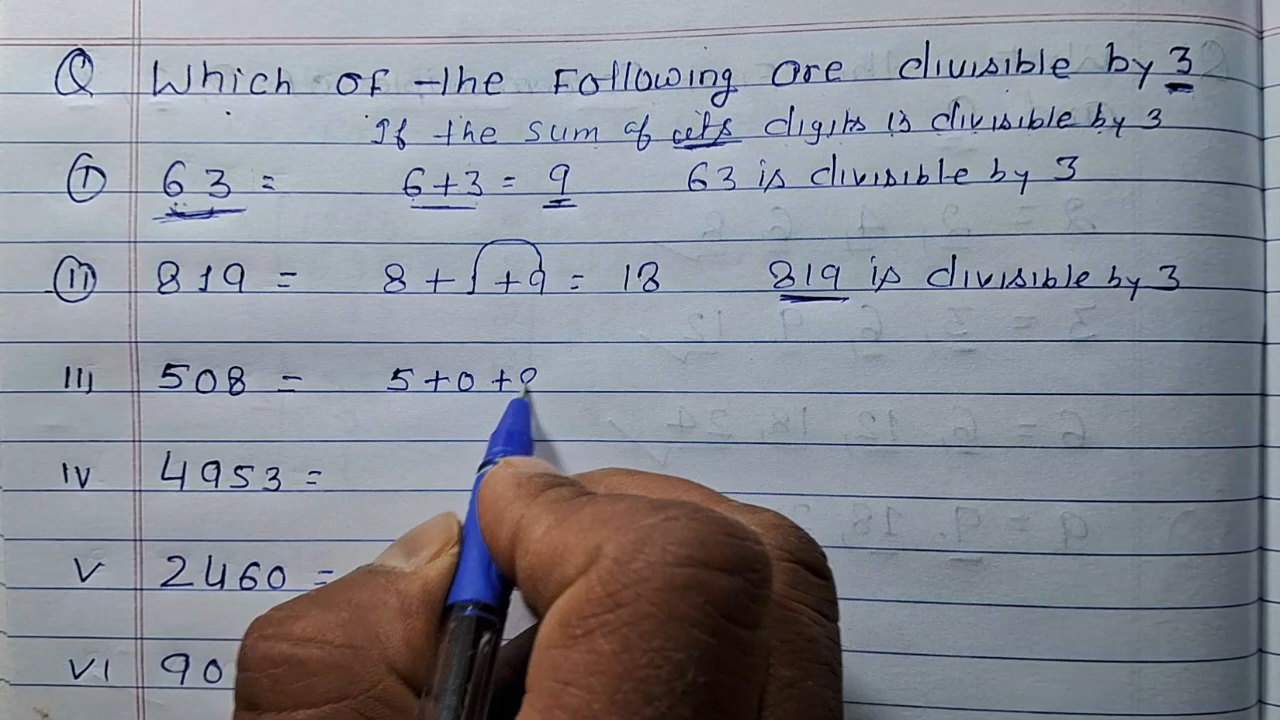 Q Which of the Following are divisible by 3
If the sum of its digits is divisible by 3
I 63 = 6+3 = 9 63 is divisible by 3
II 819 = 8+1+9 = 18 819 is divisible by 3
III 508 = 5+0+
IV 4953 =
V 2460 =
VI 90